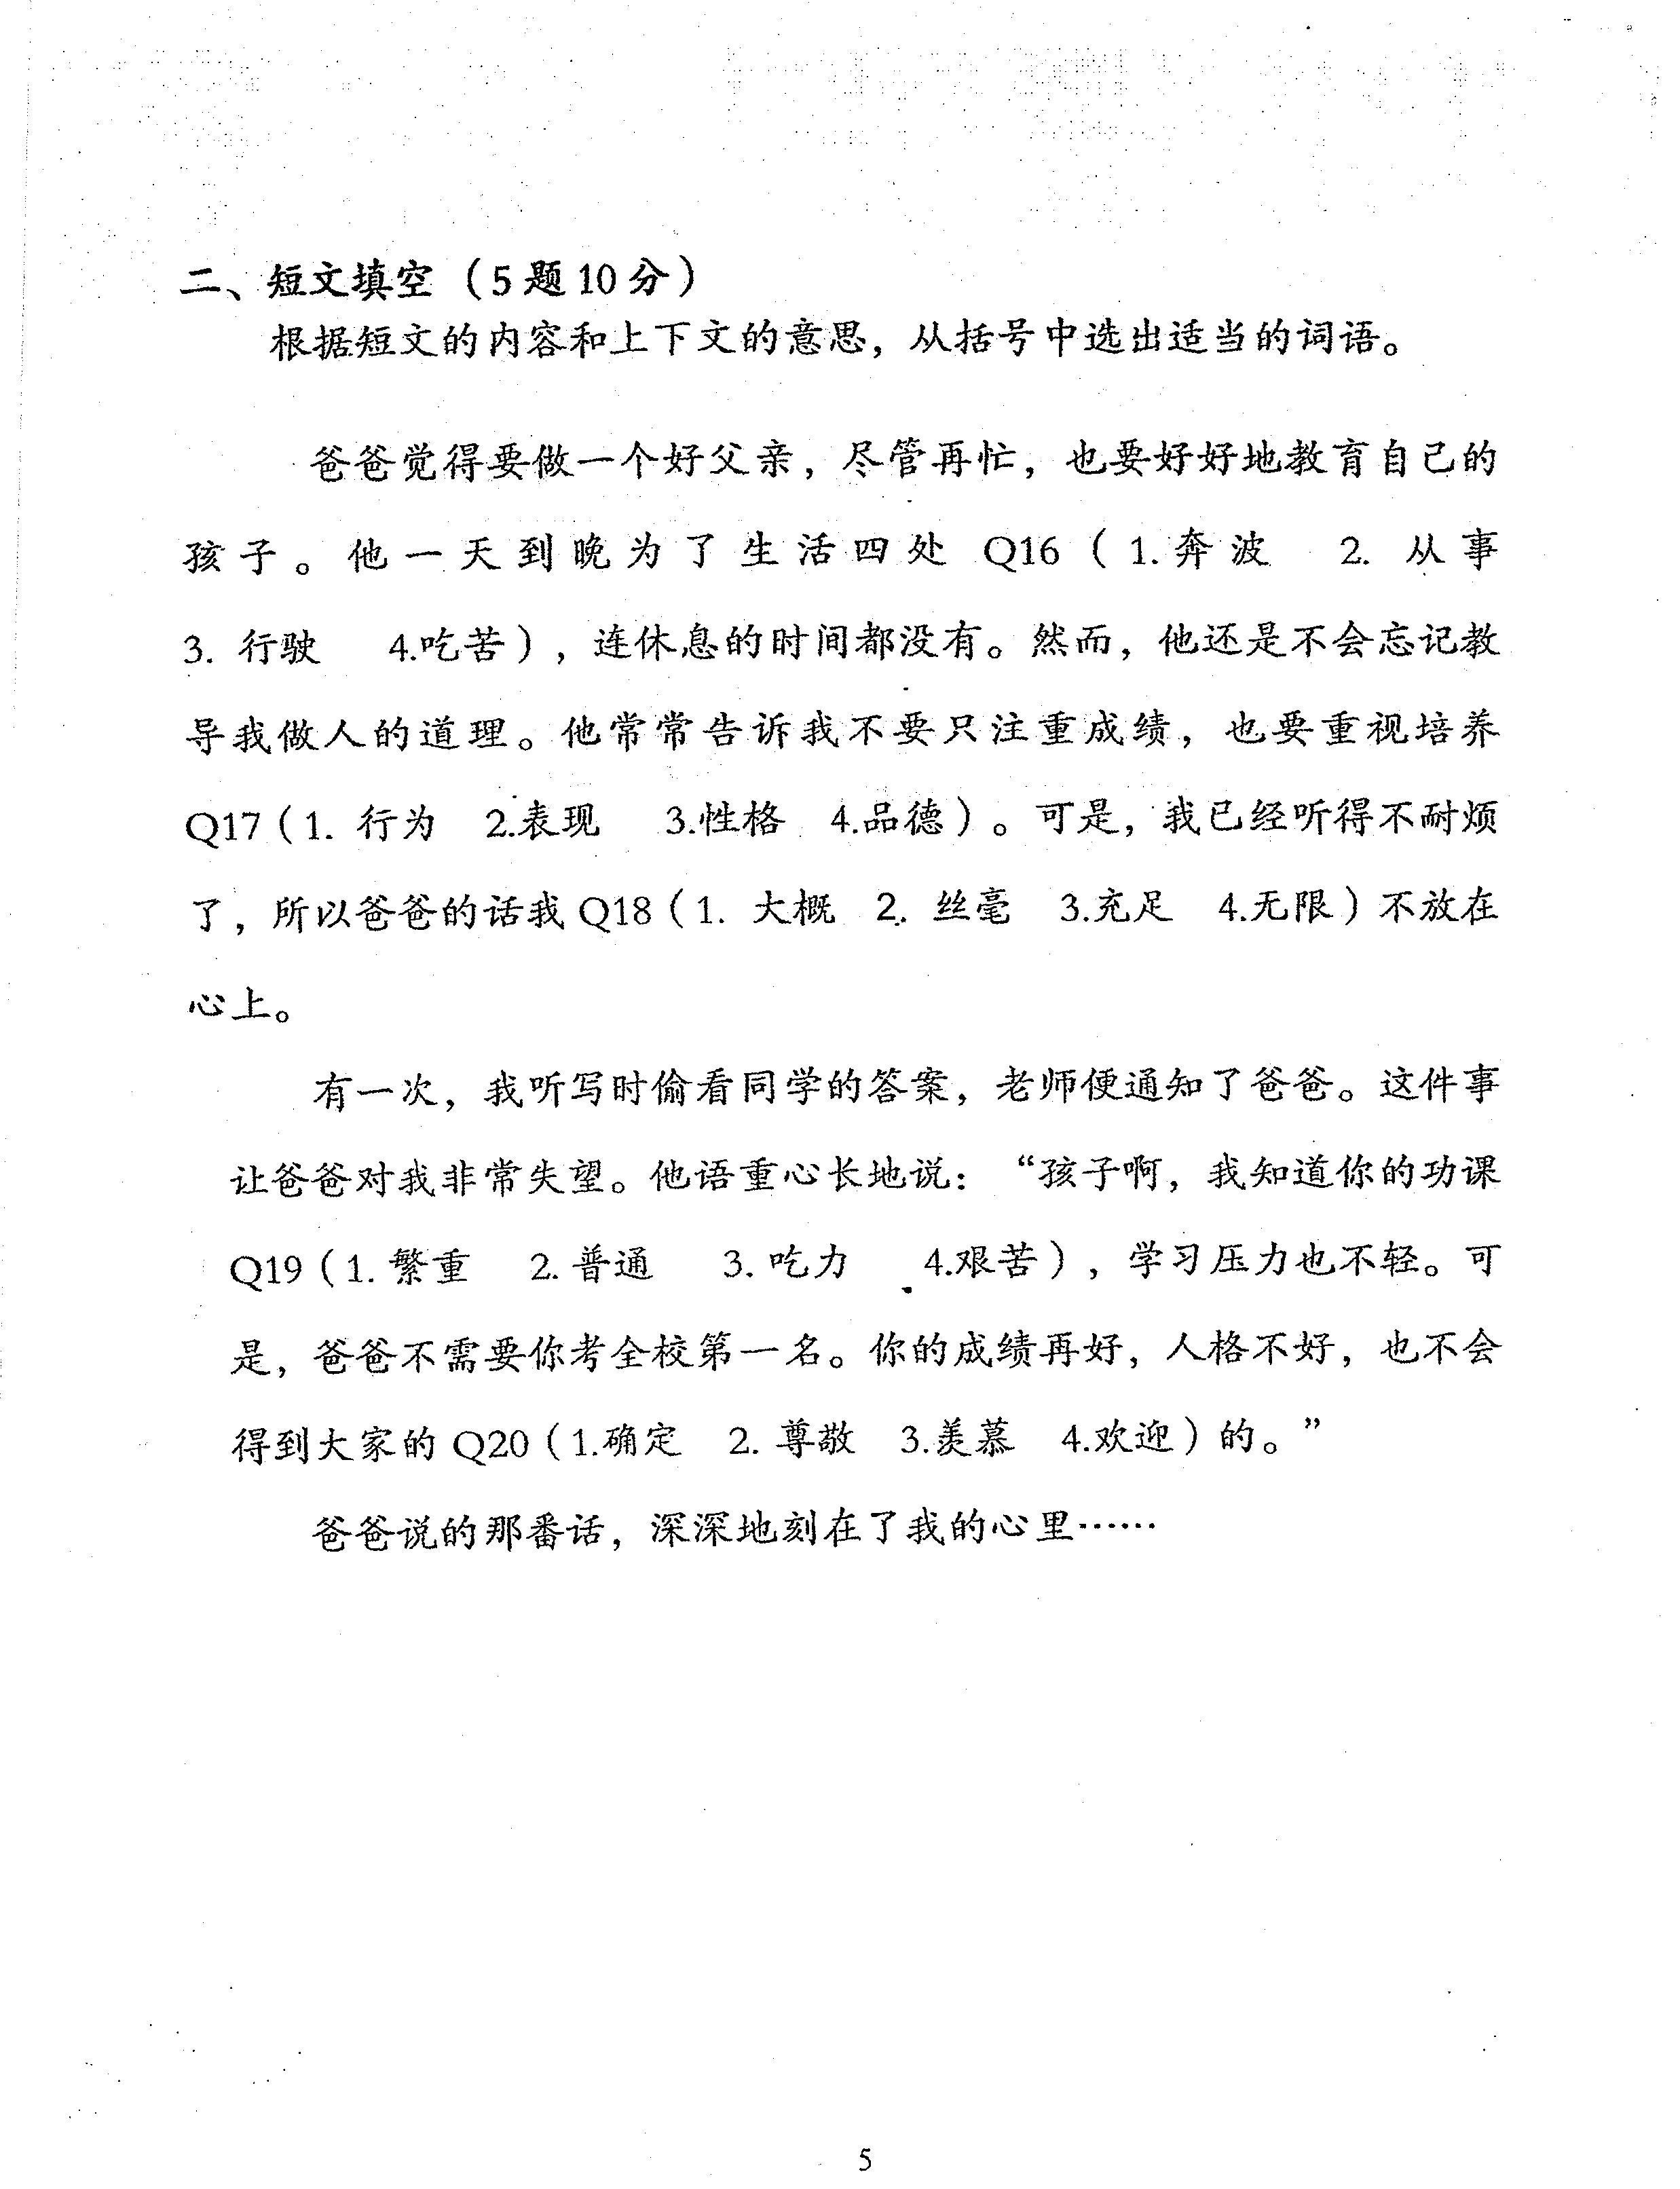 二、短文填空（5题10分）
根据短文的内容和上下文的意思，从括号中选出适当的词语。
爸爸觉得要做一个好父亲，尽管再忙，也要好好地教育自己的
孩子。他一天到晚为了生活四处 Q16（1.奔波 2. 从事
3. 行驶 4.吃苦），连休息的时间都没有。然而，他还是不会忘记教
导我做人的道理。他常常告诉我不要只注重成绩，也要重视培养
Q17（1. 行为 2.表现 3.性格 4.品德）。可是，我已经听得不耐烦
了，所以爸爸的话我 Q18（1. 大概 2. 丝毫 3.充足 4.无限）不放在
心上。
有一次，我听写时偷看同学的答案，老师便通知了爸爸。这件事
让爸爸对我非常失望。他语重心长地说：“孩子啊，我知道你的功课
Q19（1. 繁重 2. 普通 3. 吃力 4.艰苦），学习压力也不轻。可
是，爸爸不需要你考全校第一名。你的成绩再好，人格不好，也不会
得到大家的 Q20（1.确定 2. 尊敬 3.羡慕 4.欢迎）的。”
爸爸说的那番话，深深地刻在了我的心里……
5